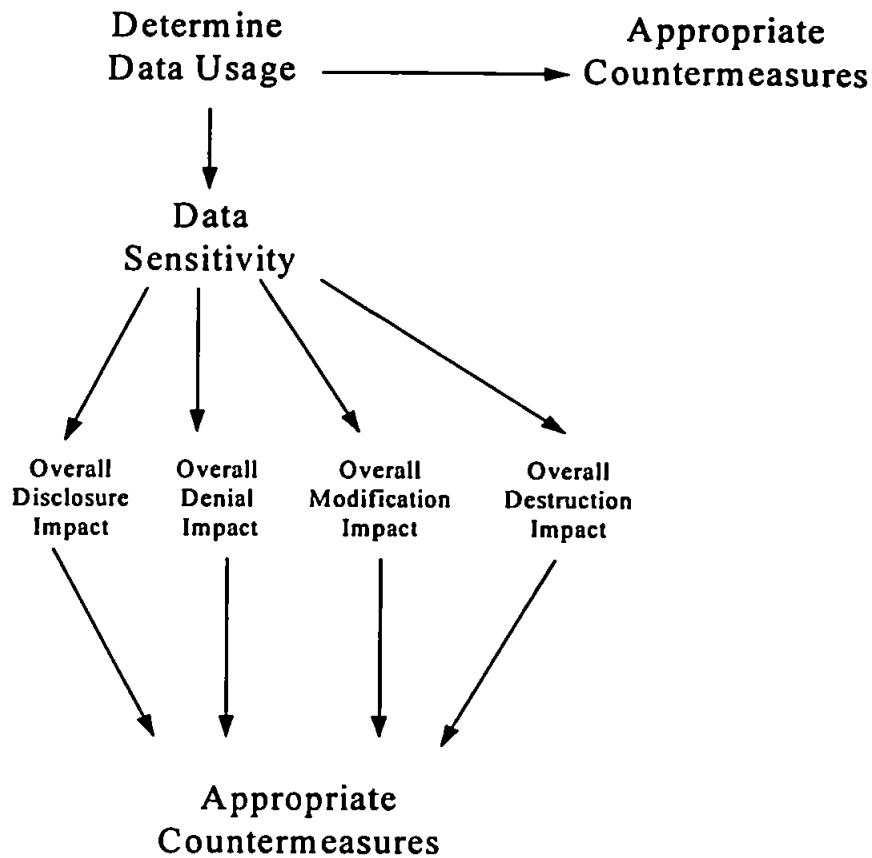 Determine
Data Usage
Appropriate
Countermeasures
Data
Sensitivity
Overall
Disclosure
Impact
Overall
Denial
Impact
Overall
Modification
Impact
Overall
Destruction
Impact
Appropriate
Countermeasures